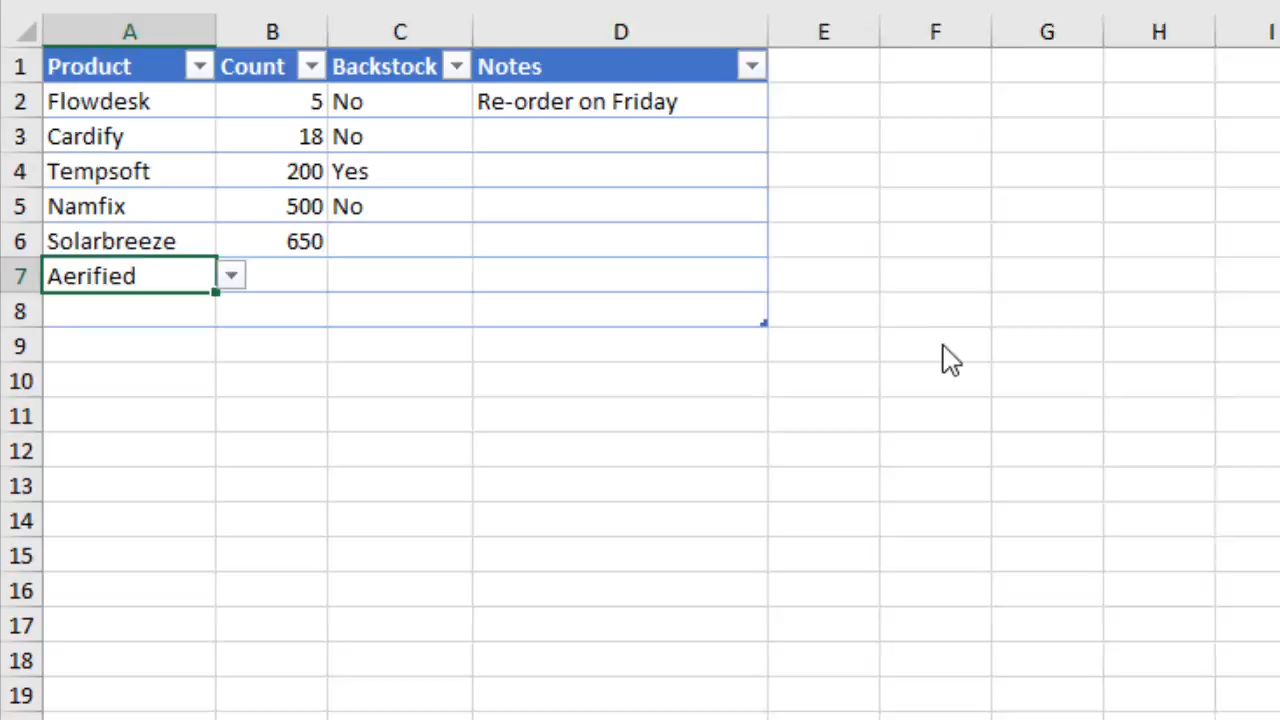 A B C D E F G H I
1 Product Count Backstock Notes
2 Flowdesk 5 No Re-order on Friday
3 Cardify 18 No
4 Tempsoft 200 Yes
5 Namfix 500 No
6 Solarbreeze 650
7 Aerified
8
9
10
11
12
13
14
15
16
17
18
19